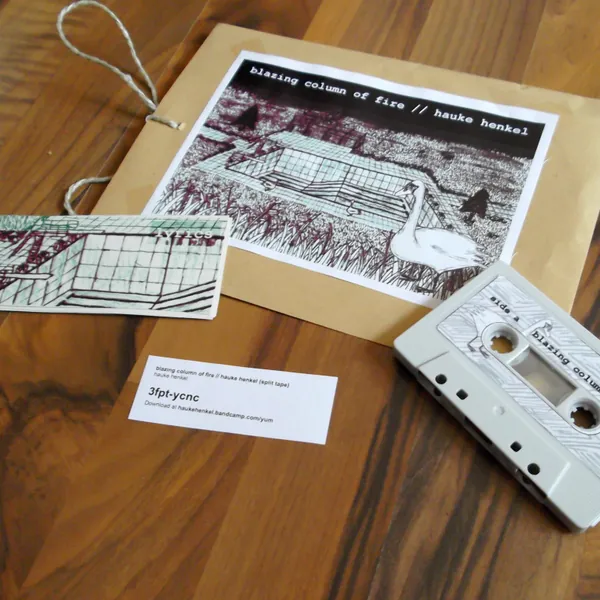 blazing column of fire // hauke henkel
side a
blazing colum
blazing column of fire // hauke henkel (split tape)
hauke henkel
3fpt-ycnc
Download at haukehenkel.bandcamp.com/yum